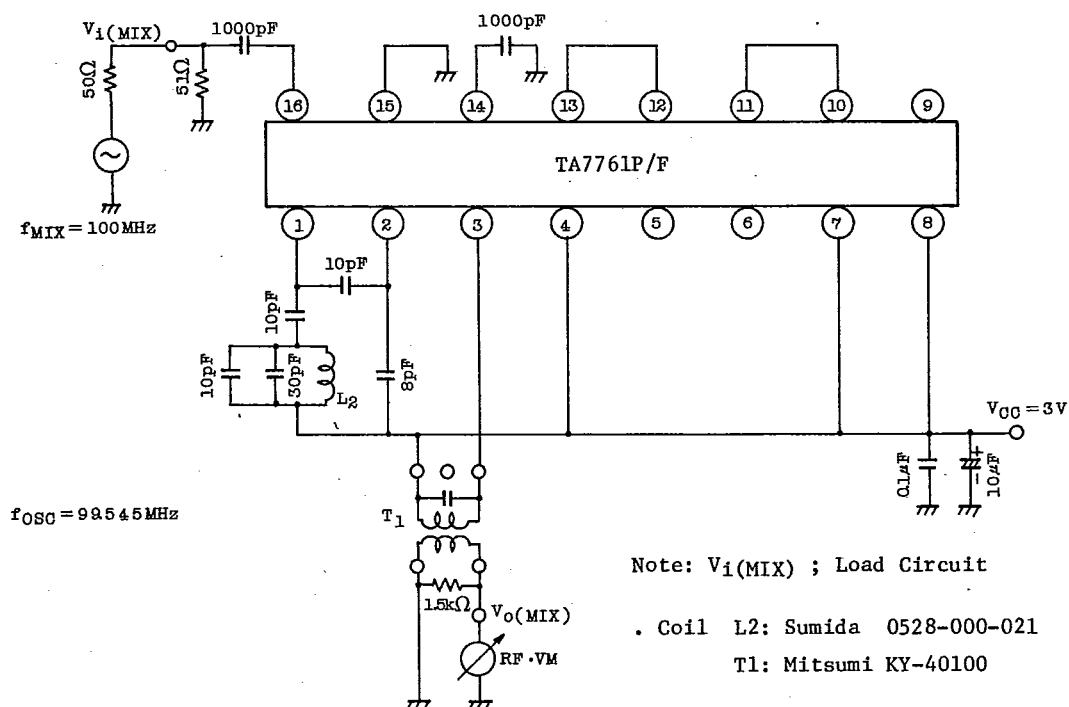 Vi(MIX)
1000pF
1000pF
50Ω
51Ω
16
15
14
13
12
11
10
9
TA7761P/F
1
2
3
4
5
6
7
8
fMIX=100MHz
10pF
10pF
10pF
30pF
L2
8pF
VCC=3V
0.1μF
+
−
10μF
fOSC=99.545MHz
T1
1.5kΩ
Vo(MIX)
RF·VM
Note: Vi(MIX) ; Load Circuit
. Coil L2: Sumida 0528-000-021
T1: Mitsumi KY-40100